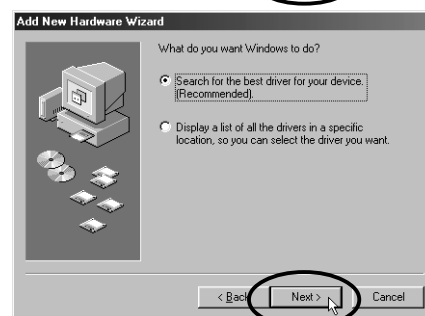 Add New Hardware Wizard
What do you want Windows to do?
Search for the best driver for your device.
(Recommended).
Display a list of all the drivers in a specific
location, so you can select the driver you want.
< Back
Next >
Cancel